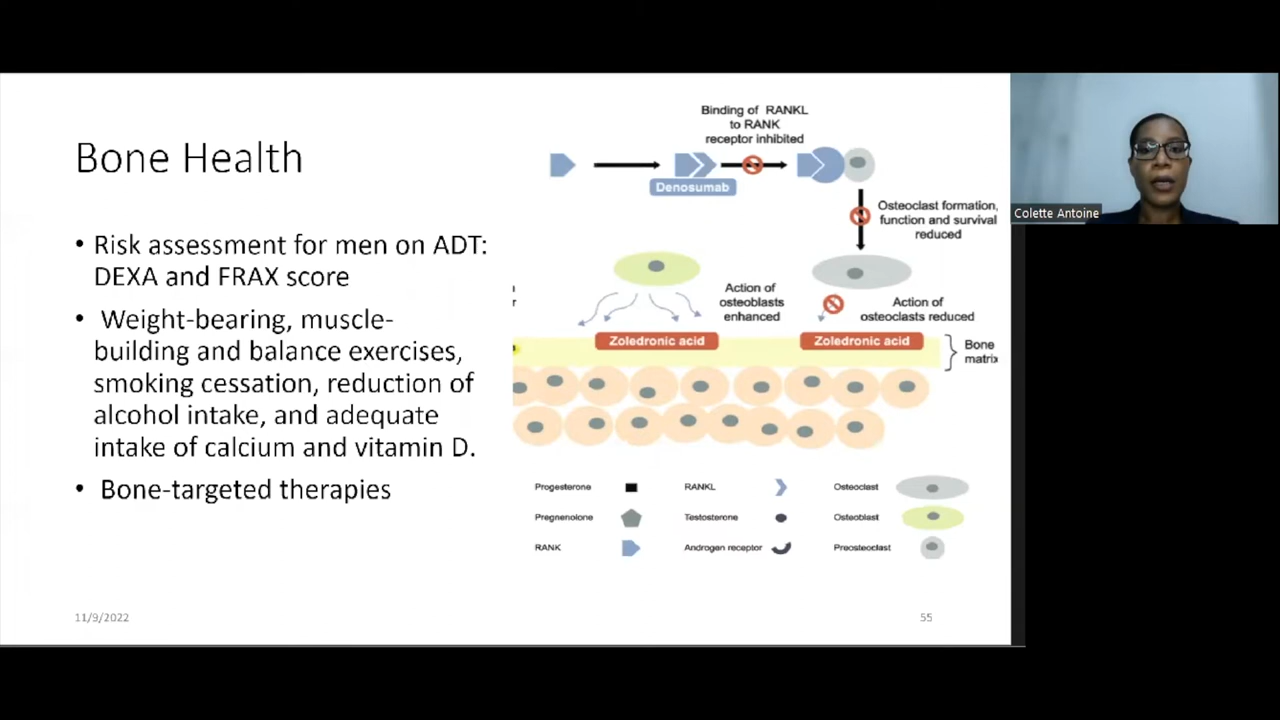 Bone Health
• Risk assessment for men on ADT:
DEXA and FRAX score
• Weight-bearing, muscle-
building and balance exercises,
smoking cessation, reduction of
alcohol intake, and adequate
intake of calcium and vitamin D.
• Bone-targeted therapies
Binding of RANKL
to RANK
receptor inhibited
Denosumab
Osteoclast formation,
function and survival
reduced
Action of
osteoblasts
enhanced
Action of
osteoclasts reduced
Zoledronic acid
Zoledronic acid
Bone
matrix
Progesterone
RANKL
Osteoclast
Pregnenolone
Testosterone
Osteoblast
RANK
Androgen receptor
Preosteoclast
11/9/2022
55
Colette Antoine